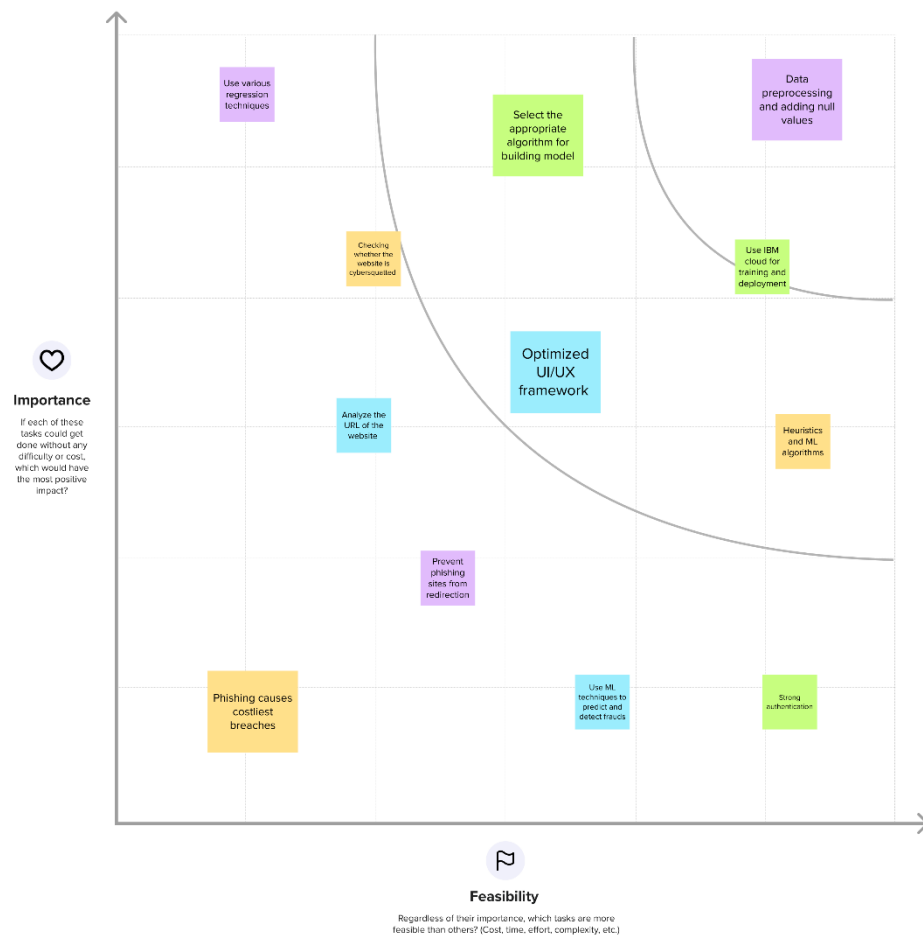 Use various
regression
techniques
Select the
appropriate
algorithm for
building model
Data
preprocessing
and adding null
values
Checking
whether the
website is
cybersquatted
Use IBM
cloud for
training and
deployment
Optimized
UI/UX
framework
Importance
If each of these
tasks could get
done without any
difficulty or cost,
which would have
the most positive
impact?
Analyze the
URL of the
website
Heuristics
and ML
algorithms
Prevent
phishing
sites from
redirection
Phishing causes
costliest
breaches
Use ML
techniques to
predict and
detect frauds
Strong
authentication
Feasibility
Regardless of their importance, which tasks are more
feasible than others? (Cost, time, effort, complexity, etc.)